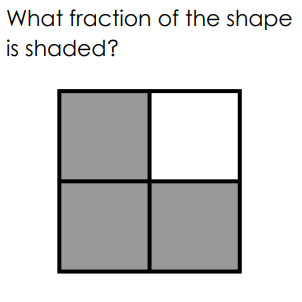 What fraction of the shape
is shaded?